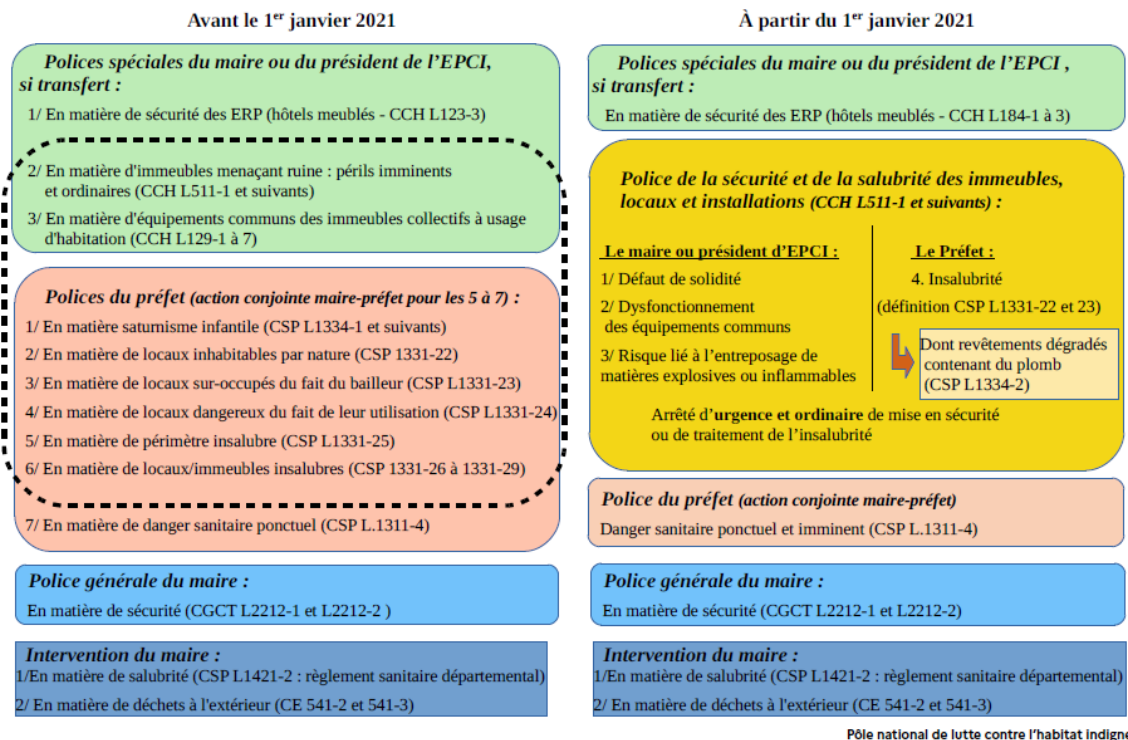 Avant le 1er janvier 2021
Polices spéciales du maire ou du président de l'EPCI,
si transfert :
1/ En matière de sécurité des ERP (hôtels meublés - CCH L123-3)
2/ En matière d'immeubles menaçant ruine : périls imminents
et ordinaires (CCH L511-1 et suivants)
3/ En matière d'équipements communs des immeubles collectifs à usage
d'habitation (CCH L129-1 à 7)
Polices du préfet (action conjointe maire-préfet pour les 5 à 7) :
1/ En matière saturnisme infantile (CSP L1334-1 et suivants)
2/ En matière de locaux inhabitables par nature (CSP 1331-22)
3/ En matière de locaux sur-occupés du fait du bailleur (CSP L1331-23)
4/ En matière de locaux dangereux du fait de leur utilisation (CSP L1331-24)
5/ En matière de périmètre insalubre (CSP L1331-25)
6/ En matière de locaux/immeubles insalubres (CSP 1331-26 à 1331-29)
7/ En matière de danger sanitaire ponctuel (CSP L.1311-4)
Police générale du maire :
En matière de sécurité (CGCT L2212-1 et L2212-2 )
Intervention du maire :
1/En matière de salubrité (CSP L1421-2 : règlement sanitaire départemental)
2/ En matière de déchets à l'extérieur (CE 541-2 et 541-3)
À partir du 1er janvier 2021
Polices spéciales du maire ou du président de l'EPCI ,
si transfert :
En matière de sécurité des ERP (hôtels meublés - CCH L184-1 à 3)
Police de la sécurité et de la salubrité des immeubles,
locaux et installations (CCH L511-1 et suivants) :
Le maire ou président d'EPCI :
1/ Défaut de solidité
2/ Dysfonctionnement
des équipements communs
3/ Risque lié à l'entreposage de
matières explosives ou inflammables
Le Préfet :
4. Insalubrité
(définition CSP L1331-22 et 23)
Dont revêtements dégradés
contenant du plomb
(CSP L1334-2)
Arrêté d'urgence et ordinaire de mise en sécurité
ou de traitement de l'insalubrité
Police du préfet (action conjointe maire-préfet)
Danger sanitaire ponctuel et imminent (CSP L.1311-4)
Police générale du maire :
En matière de sécurité (CGCT L2212-1 et L2212-2)
Intervention du maire :
1/En matière de salubrité (CSP L1421-2 : règlement sanitaire départemental)
2/ En matière de déchets à l'extérieur (CE 541-2 et 541-3)
Pôle national de lutte contre l'habitat indigne